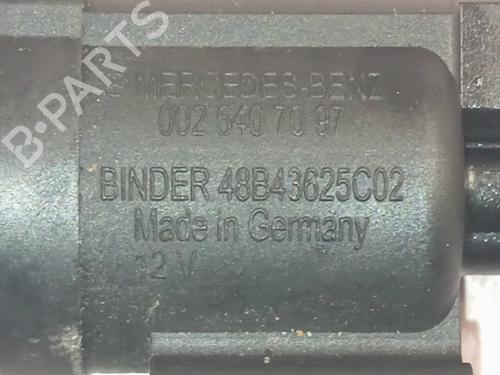 B-PARTS
MERCEDES-BENZ
002 540 70 97
BINDER 48B43625C02
Made in Germany
12 V